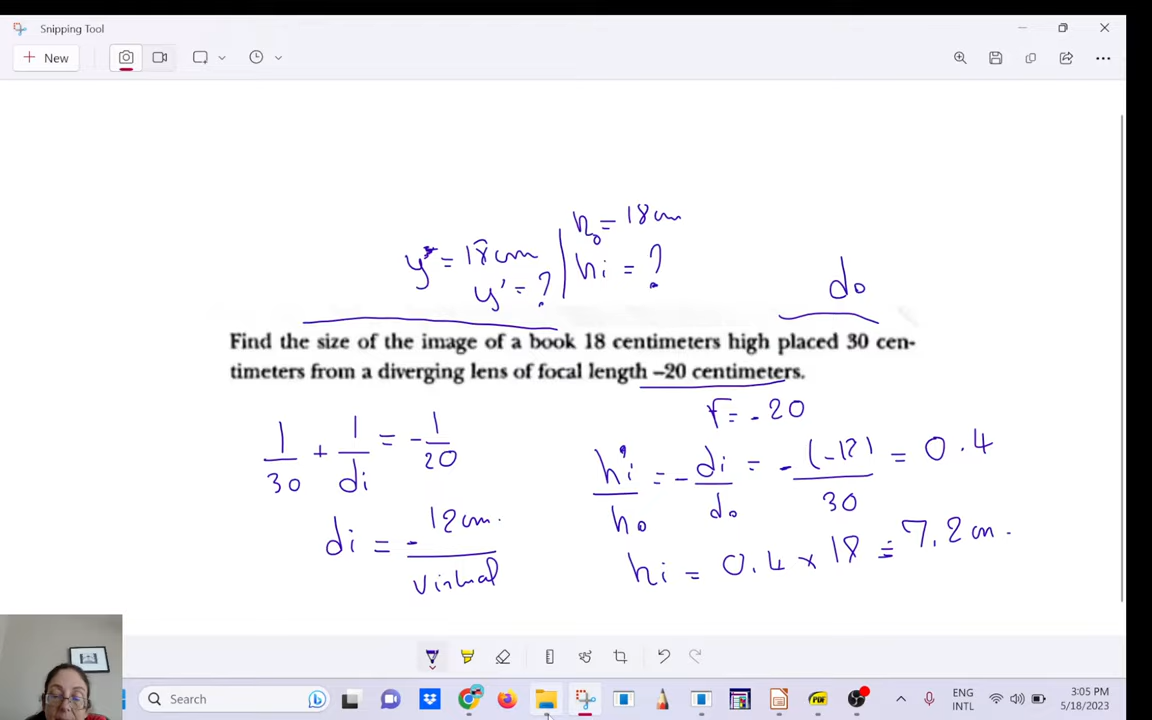 Snipping Tool
New
h₀ = 18 cm
y = 18 cm
hi = ?
y' = ?
do
Find the size of the image of a book 18 centimeters high placed 30 cen-
timeters from a diverging lens of focal length –20 centimeters.
F = - 20
1/30 + 1/di = - 1/20
hi/ho = - di/do = - (-12)/30 = 0.4
di = - 12 cm.
virtual
hi = 0.4 x 18 = 7.2 cm.
Search
ENG
INTL
3:05 PM
5/18/2023